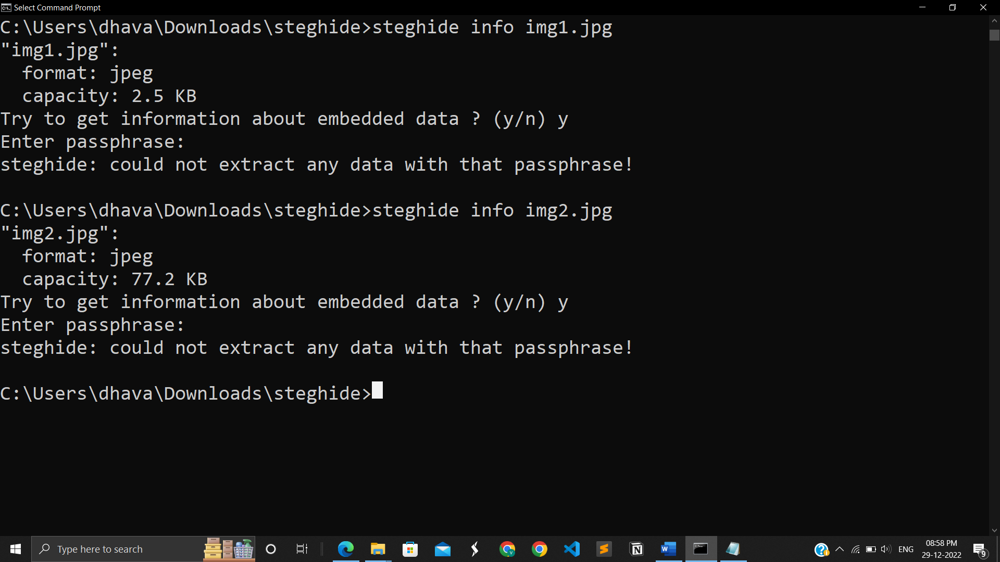 Select Command Prompt
C:\Users\dhava\Downloads\steghide>steghide info img1.jpg
"img1.jpg":
  format: jpeg
  capacity: 2.5 KB
Try to get information about embedded data ? (y/n) y
Enter passphrase:
steghide: could not extract any data with that passphrase!
C:\Users\dhava\Downloads\steghide>steghide info img2.jpg
"img2.jpg":
  format: jpeg
  capacity: 77.2 KB
Try to get information about embedded data ? (y/n) y
Enter passphrase:
steghide: could not extract any data with that passphrase!
C:\Users\dhava\Downloads\steghide>
Type here to search
ENG
08:58 PM
29-12-2022
9